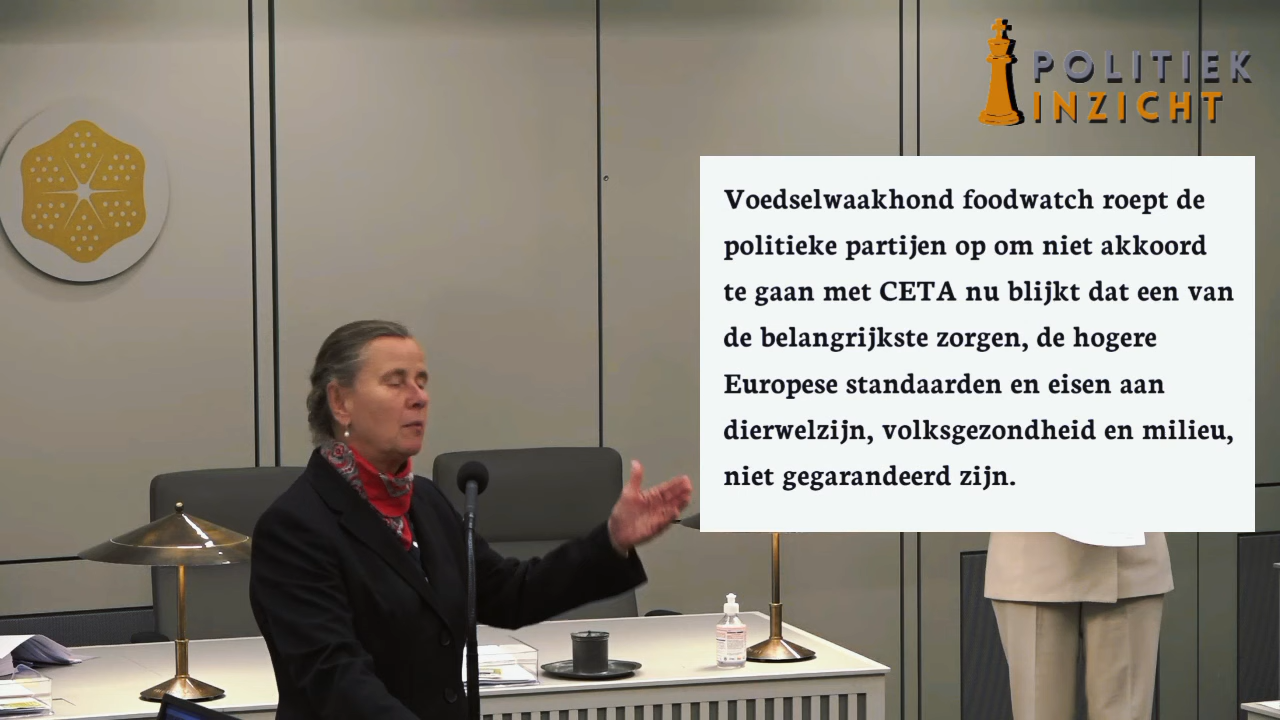 POLITIEK
INZICHT
Voedselwaakhond foodwatch roept de
politieke partijen op om niet akkoord
te gaan met CETA nu blijkt dat een van
de belangrijkste zorgen, de hogere
Europese standaarden en eisen aan
dierwelzijn, volksgezondheid en milieu,
niet gegarandeerd zijn.